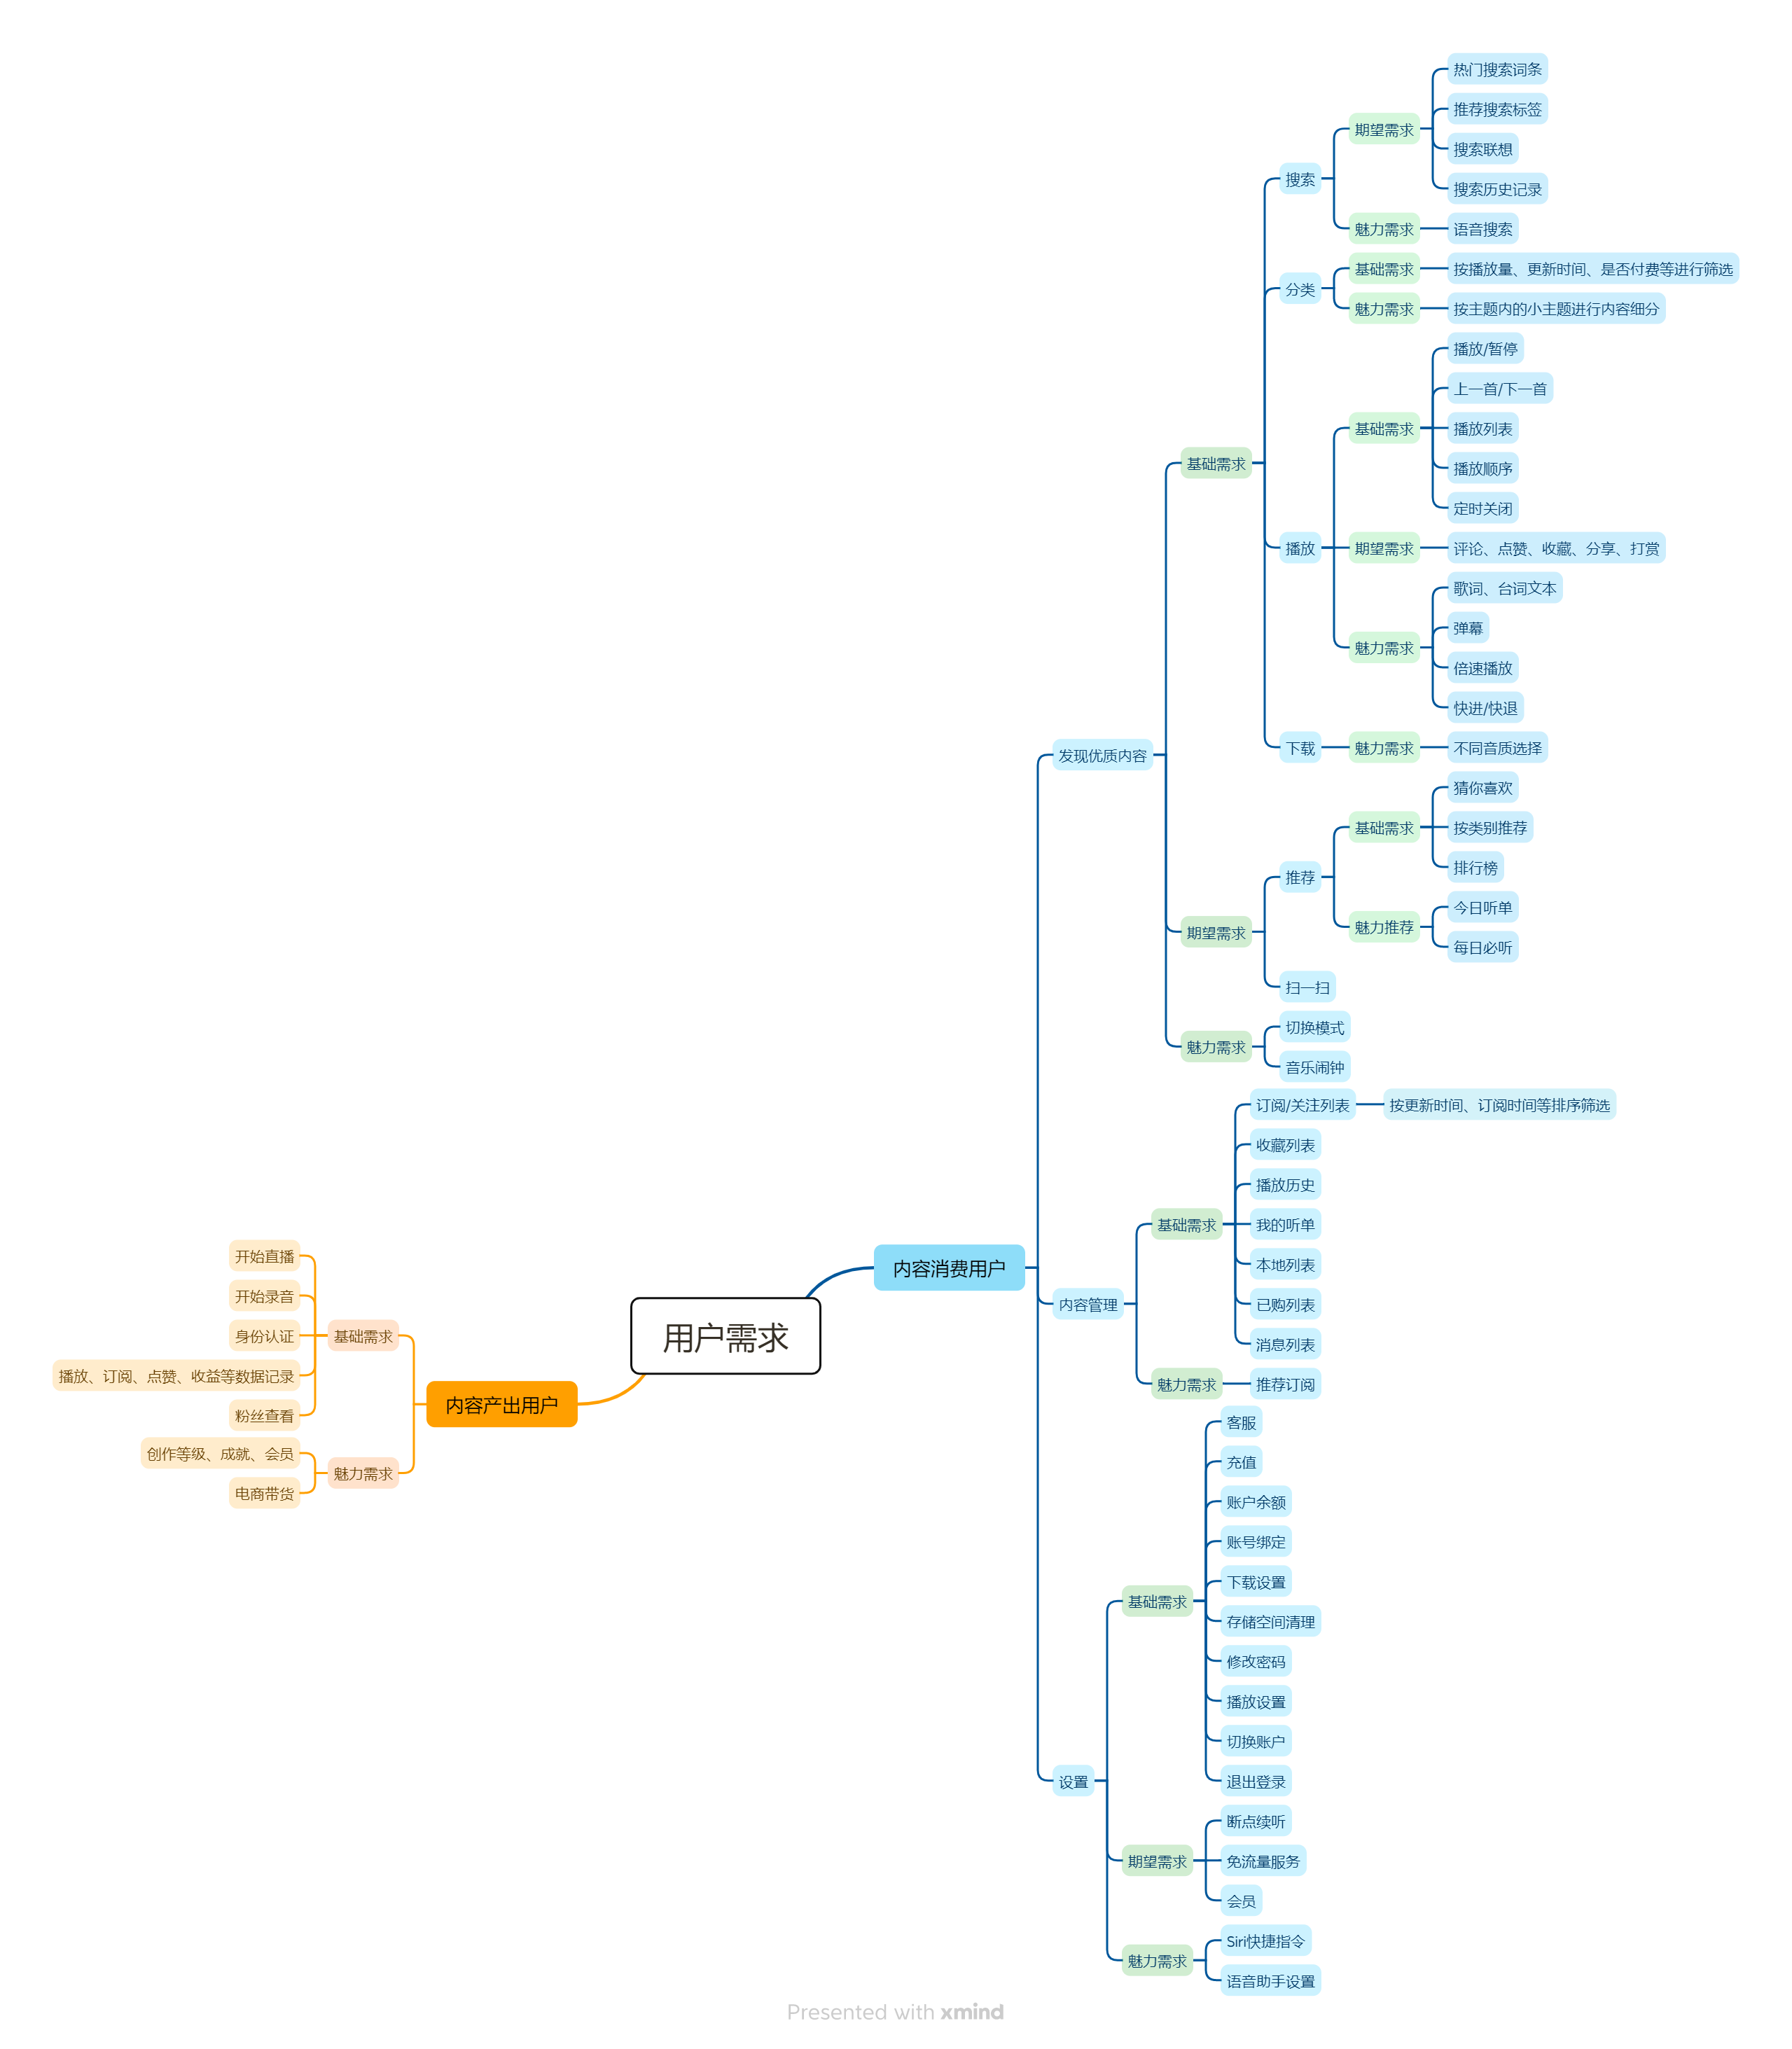 用户需求
内容消费用户
发现优质内容
基础需求
搜索
期望需求
热门搜索词条
推荐搜索标签
搜索联想
搜索历史记录
魅力需求
语音搜索
分类
基础需求
按播放量、更新时间、是否付费等进行筛选
魅力需求
按主题内的小主题进行内容细分
播放
基础需求
播放/暂停
上一首/下一首
播放列表
播放顺序
定时关闭
期望需求
评论、点赞、收藏、分享、打赏
魅力需求
歌词、台词文本
弹幕
倍速播放
快进/快退
下载
魅力需求
不同音质选择
期望需求
推荐
基础需求
猜你喜欢
按类别推荐
排行榜
魅力推荐
今日听单
每日必听
扫一扫
魅力需求
切换模式
音乐闹钟
内容管理
基础需求
订阅/关注列表
按更新时间、订阅时间等排序筛选
收藏列表
播放历史
我的听单
本地列表
已购列表
消息列表
魅力需求
推荐订阅
设置
基础需求
客服
充值
账户余额
账号绑定
下载设置
存储空间清理
修改密码
播放设置
切换账户
退出登录
期望需求
断点续听
免流量服务
会员
魅力需求
Siri快捷指令
语音助手设置
内容产出用户
基础需求
开始直播
开始录音
身份认证
播放、订阅、点赞、收益等数据记录
粉丝查看
魅力需求
创作等级、成就、会员
电商带货
Presented with xmind